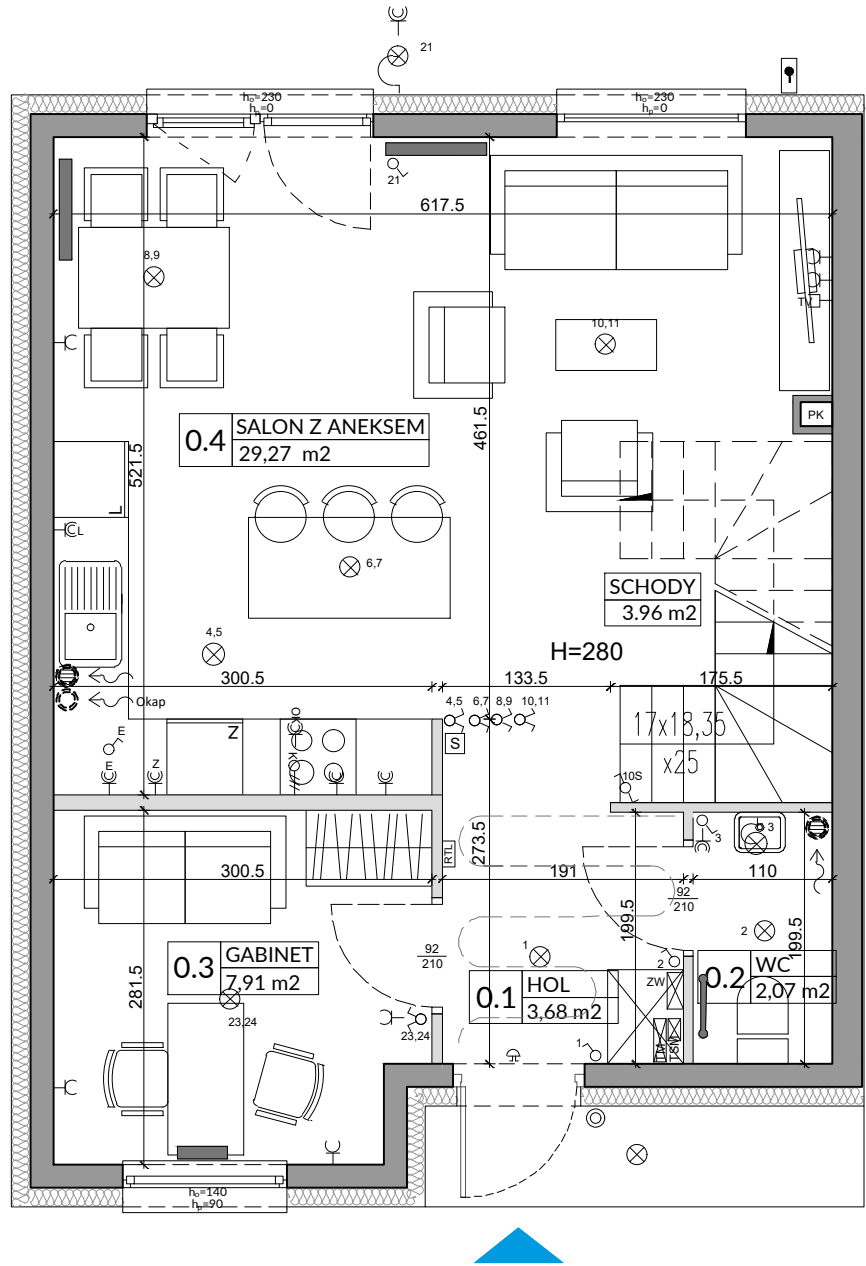 21
hₒ=230
hₚ=0
hₒ=230
hₚ=0
21
617.5
8,9
TV
10,11
PK
0.4 SALON Z ANEKSEM
29,27 m2
461.5
521.5
L
L
6,7
SCHODY
3.96 m2
4,5
H=280
300.5
133.5
175.5
Okap
4,5 6,7 8,9 10,11
E
Z
S
17x18,35
x25
E
Z
10S
3
3
RTL
273.5
300.5
191
110
92
210
199.5
199.5
1
2
2
92
210
0.3 GABINET
7,91 m2
281.5
23,24
ZW
0.2 WC
2,07 m2
0.1 HOL
3,68 m2
23,24
1
hₒ=140
hₚ=90